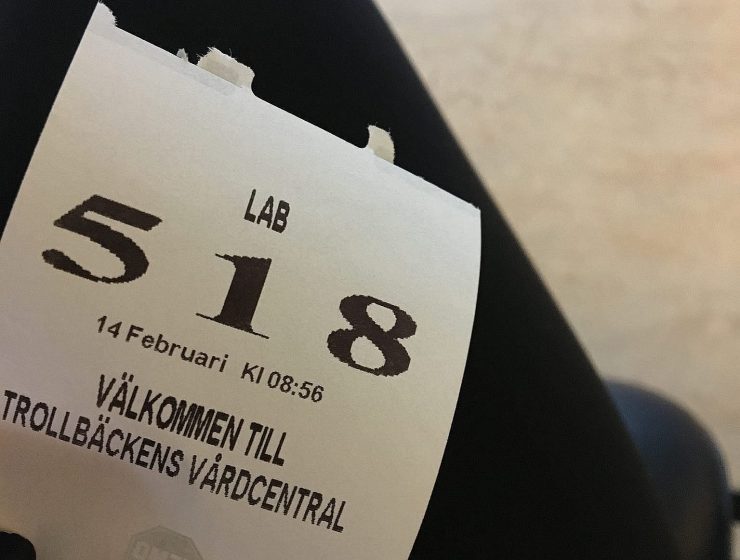 LAB
518
14 Februari Kl 08:56
VÄLKOMMEN TILL
TROLLBÄCKENS VÅRDCENTRAL